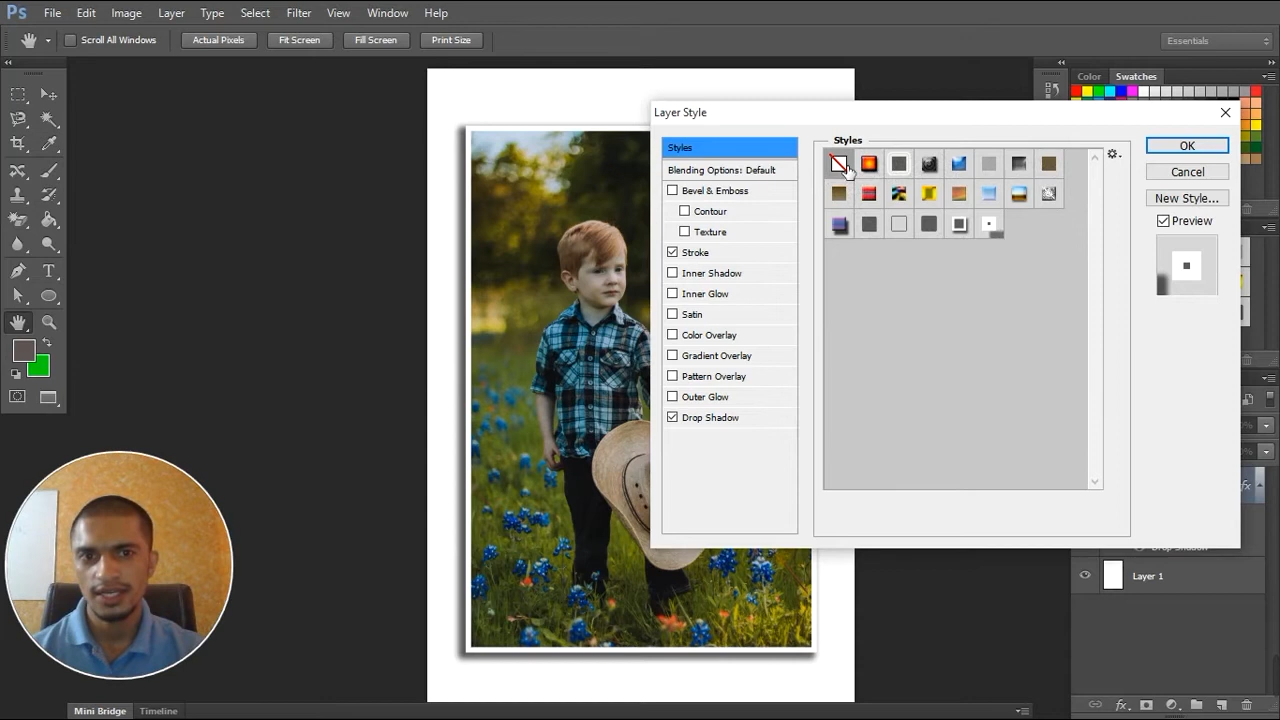 Ps File Edit Image Layer Type Select Filter View Window Help
Scroll All Windows Actual Pixels Fit Screen Fill Screen Print Size Essentials
Color Swatches
Layer Style
Styles
Blending Options: Default
Bevel & Emboss
Contour
Texture
Stroke
Inner Shadow
Inner Glow
Satin
Color Overlay
Gradient Overlay
Pattern Overlay
Outer Glow
Drop Shadow
Styles
OK
Cancel
New Style...
Preview
fx
Drop Shadow
Layer 1
Mini Bridge Timeline